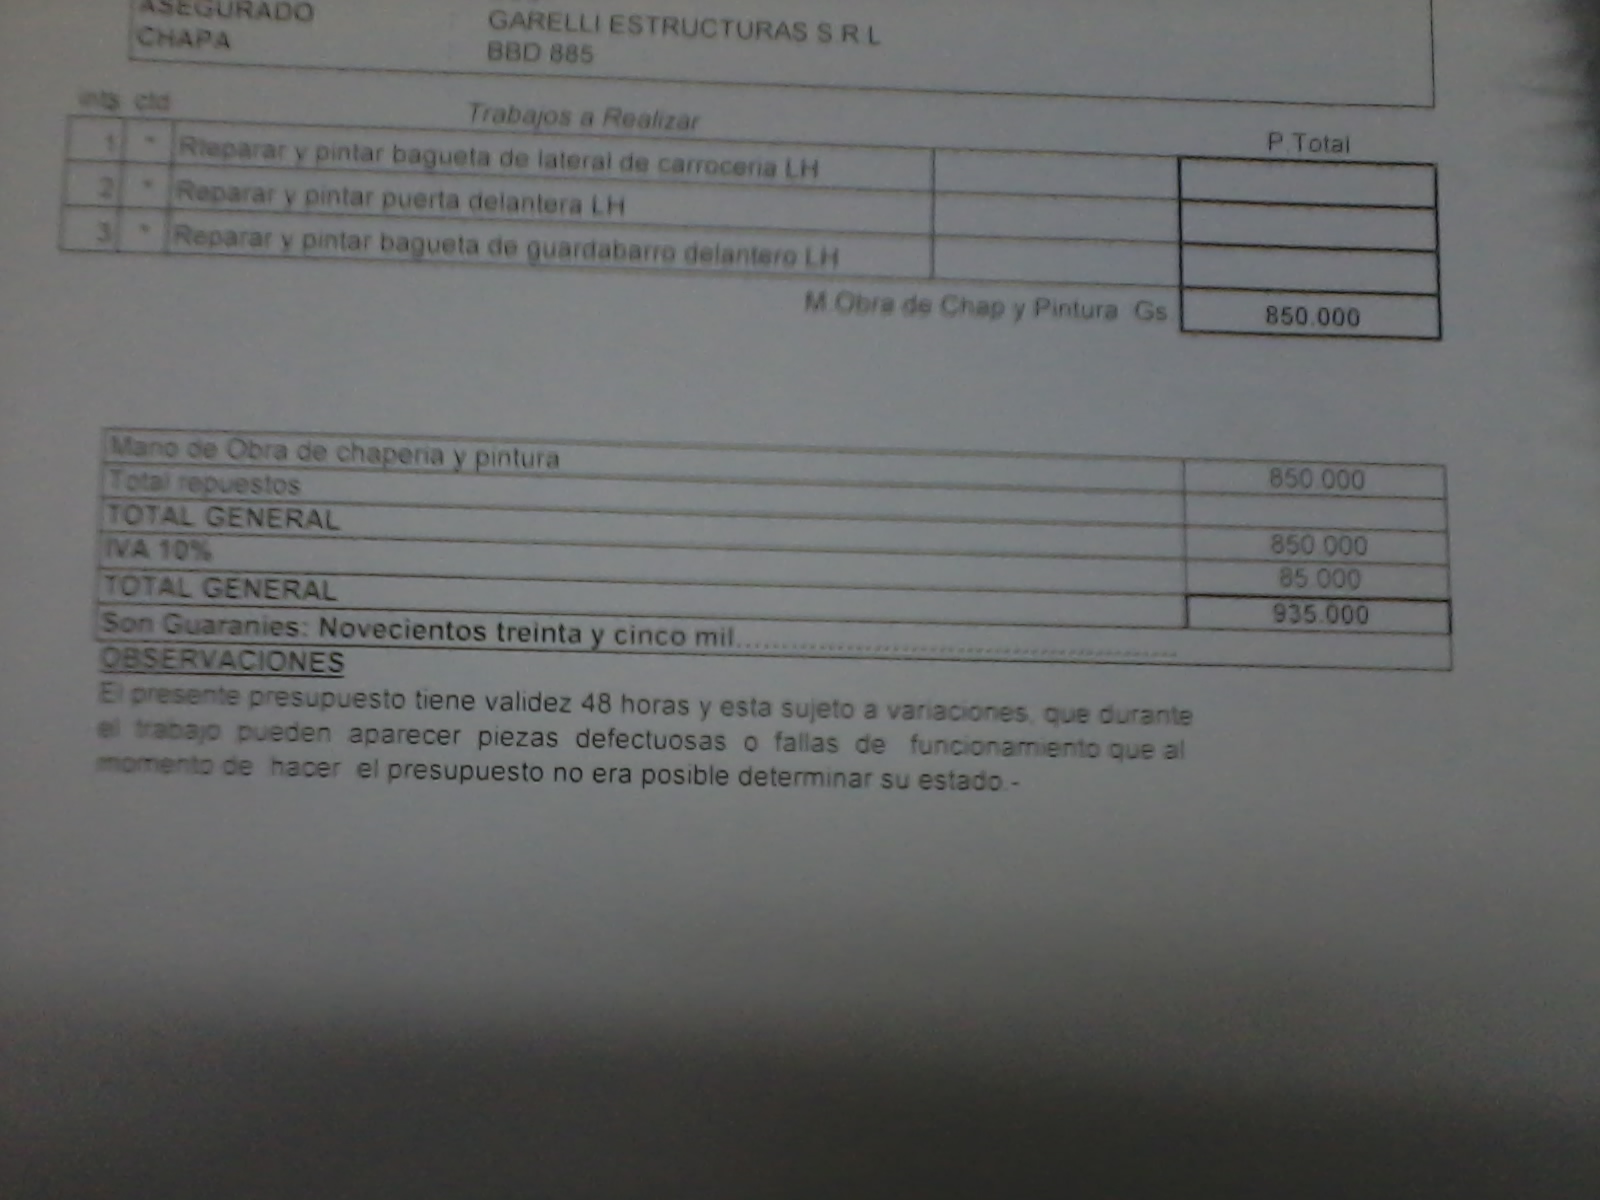 ASEGURADO GARELLI ESTRUCTURAS S R L
CHAPA BBD 885
ctd Trabajos a Realizar P.Total
1 * Rteparar y pintar bagueta de lateral de carroceria LH
2 * Reparar y pintar puerta delantera LH
3 * Reparar y pintar bagueta de guardabarro delantero LH
M.Obra de Chap y Pintura Gs 850.000
Mano de Obra de chaperia y pintura 850.000
Total repuestos
TOTAL GENERAL 850.000
IVA 10% 85.000
TOTAL GENERAL 935.000
Son Guaranies: Novecientos treinta y cinco mil..........
OBSERVACIONES
El presente presupuesto tiene validez 48 horas y esta sujeto a variaciones, que durante
el trabajo pueden aparecer piezas defectuosas o fallas de funcionamiento que al
momento de hacer el presupuesto no era posible determinar su estado.-